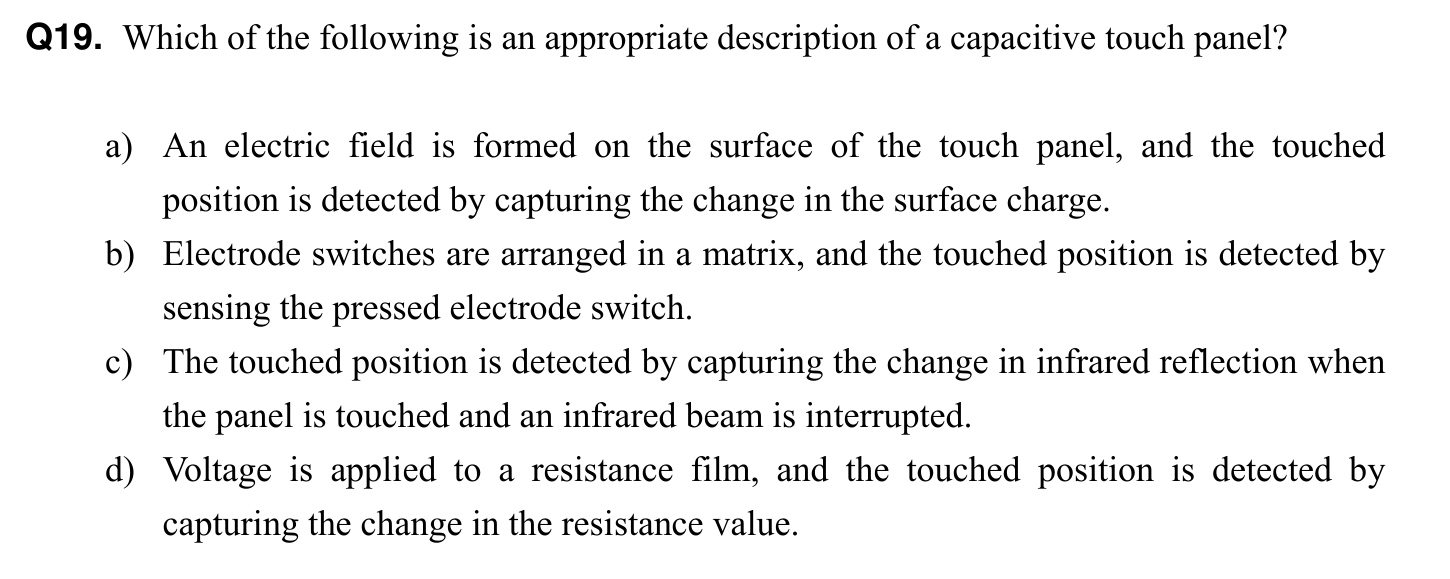 Q19. Which of the following is an appropriate description of a capacitive touch panel?
a) An electric field is formed on the surface of the touch panel, and the touched
position is detected by capturing the change in the surface charge.
b) Electrode switches are arranged in a matrix, and the touched position is detected by
sensing the pressed electrode switch.
c) The touched position is detected by capturing the change in infrared reflection when
the panel is touched and an infrared beam is interrupted.
d) Voltage is applied to a resistance film, and the touched position is detected by
capturing the change in the resistance value.